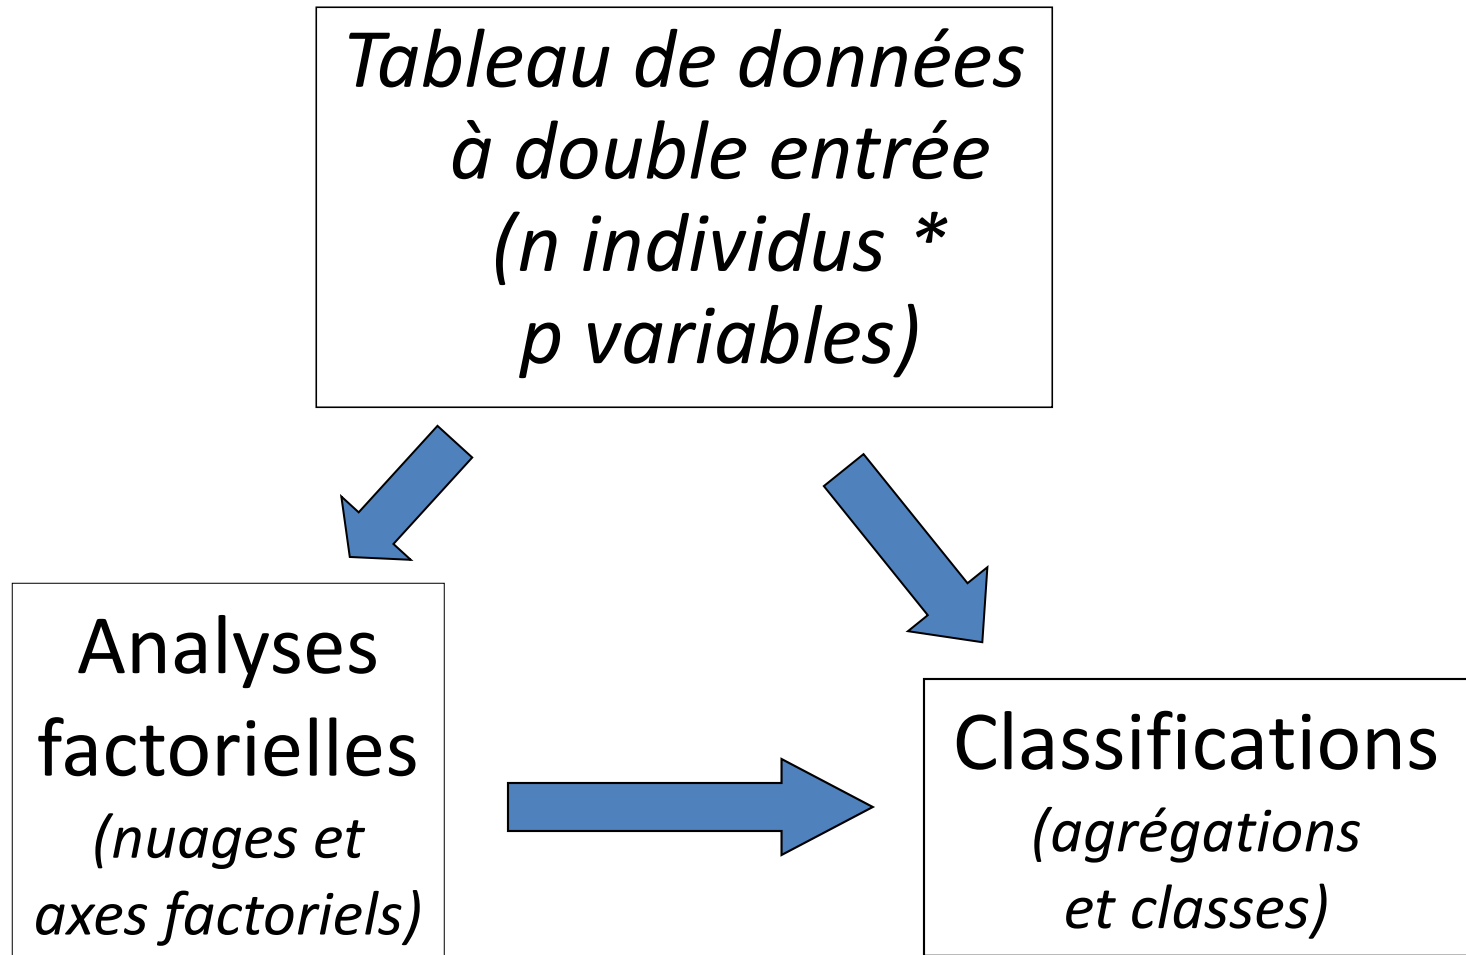 Tableau de données
à double entrée
(n individus *
p variables)
Analyses
factorielles
(nuages et
axes factoriels)
Classifications
(agrégations
et classes)